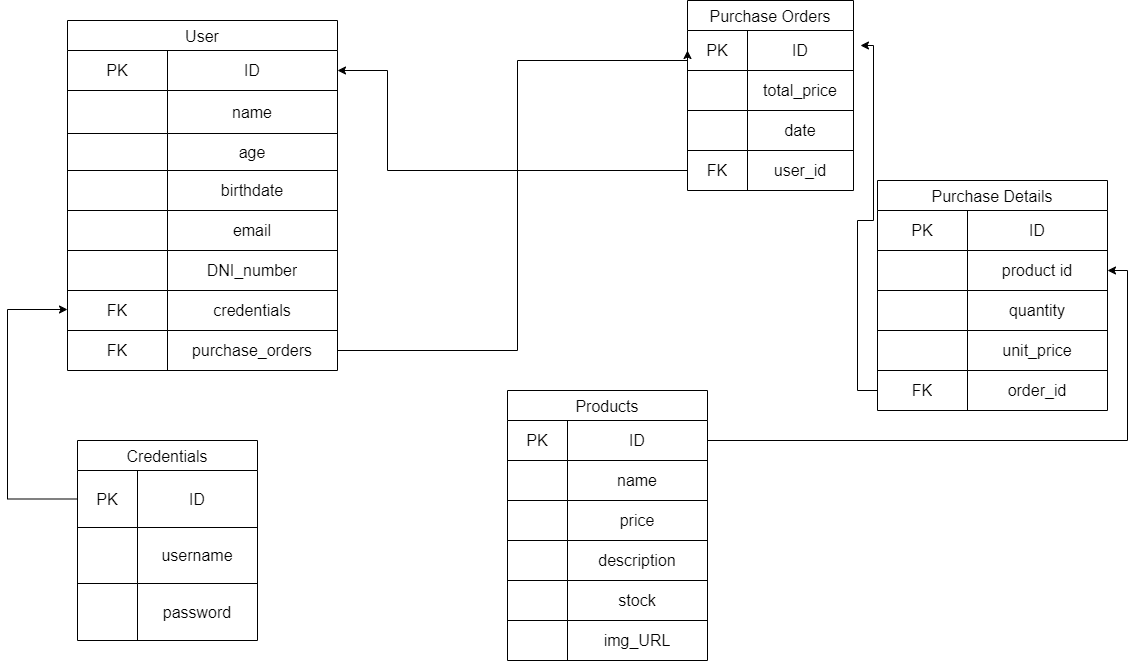 User
PK ID
name
age
birthdate
email
DNI_number
FK credentials
FK purchase_orders
Purchase Orders
PK ID
total_price
date
FK user_id
Purchase Details
PK ID
product id
quantity
unit_price
FK order_id
Credentials
PK ID
username
password
Products
PK ID
name
price
description
stock
img_URL